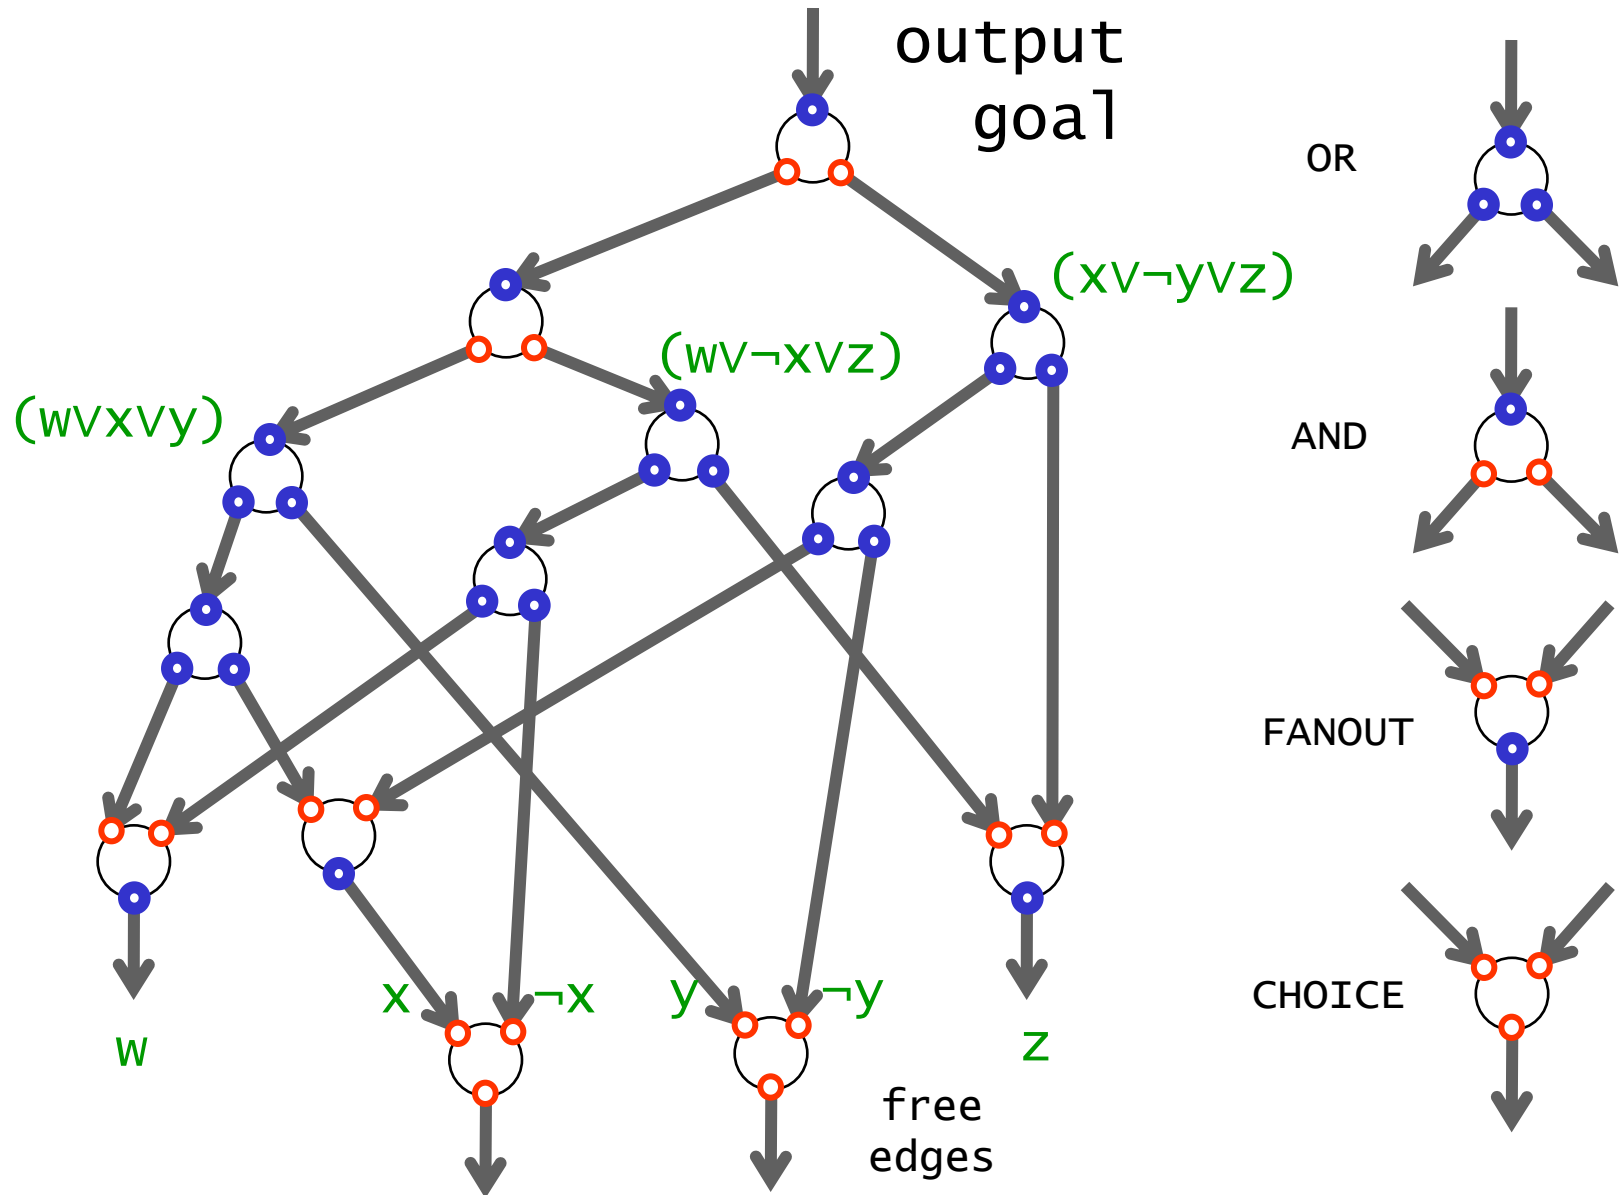 output
goal
OR
(x∨¬y∨z)
(w∨¬x∨z)
(w∨x∨y)
AND
FANOUT
x
¬x
y
¬y
CHOICE
w
z
free
edges